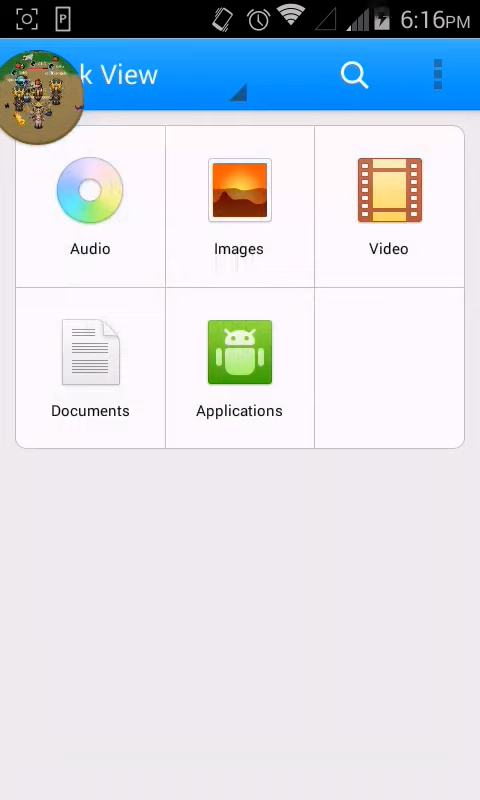 P
6:16PM
k View
Audio
Images
Video
Documents
Applications